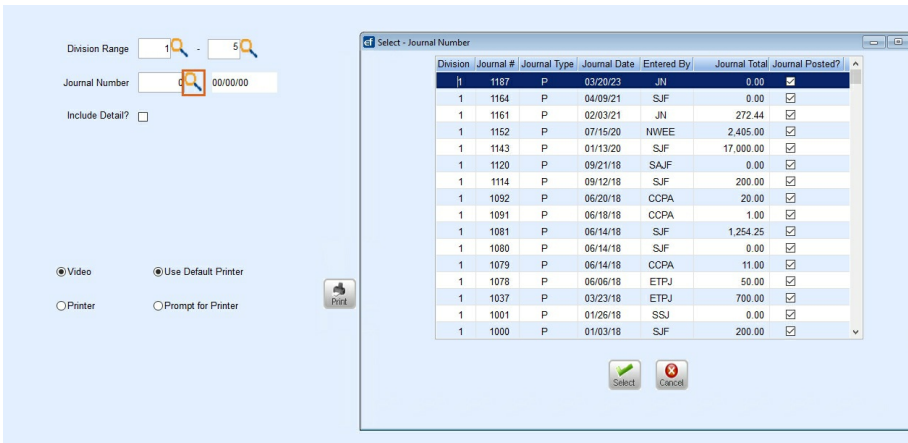 Division Range 1 - 5
Journal Number 0 00/00/00
Include Detail?
Video Use Default Printer
Printer Prompt for Printer
Print
ef Select - Journal Number
Division Journal # Journal Type Journal Date Entered By Journal Total Journal Posted?
1 1187 P 03/20/23 JN 0.00
1 1164 P 04/09/21 SJF 0.00
1 1161 P 02/03/21 JN 272.44
1 1152 P 07/15/20 NWEE 2,405.00
1 1143 P 01/13/20 SJF 17,000.00
1 1120 P 09/21/18 SAJF 0.00
1 1114 P 09/12/18 SJF 200.00
1 1092 P 06/20/18 CCPA 20.00
1 1091 P 06/18/18 CCPA 1.00
1 1081 P 06/14/18 SJF 1,254.25
1 1080 P 06/14/18 SJF 0.00
1 1079 P 06/14/18 CCPA 11.00
1 1078 P 06/06/18 ETPJ 50.00
1 1037 P 03/23/18 ETPJ 700.00
1 1001 P 01/26/18 SSJ 0.00
1 1000 P 01/03/18 SJF 200.00
Select Cancel